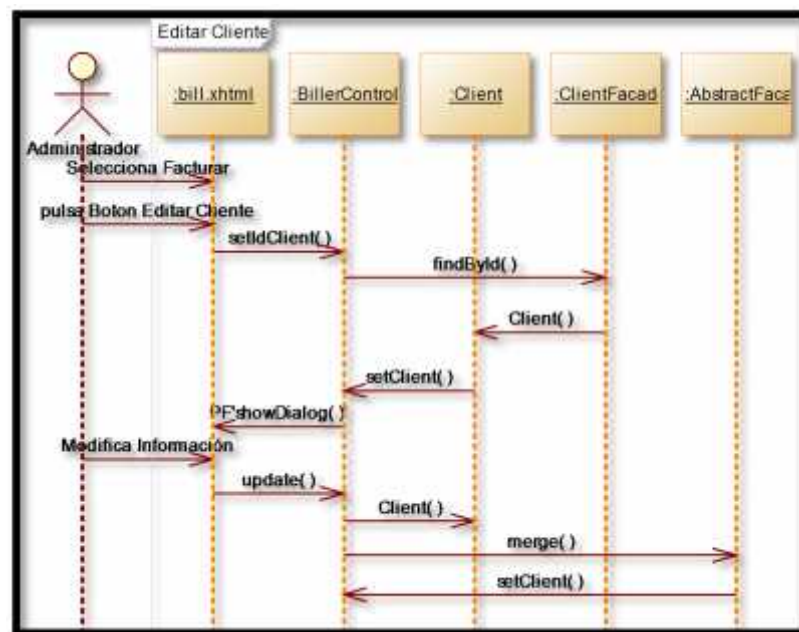 Editar Cliente
:bill.xhtml
:BillerControl
:Client
:ClientFacad
:AbstractFaca
Administrador
Selecciona Facturar
pulsa Boton Editar Cliente
setIdClient( )
findById( )
Client( )
setClient( )
PF'showDialog( )
Modifica Información
update( )
Client( )
merge( )
setClient( )